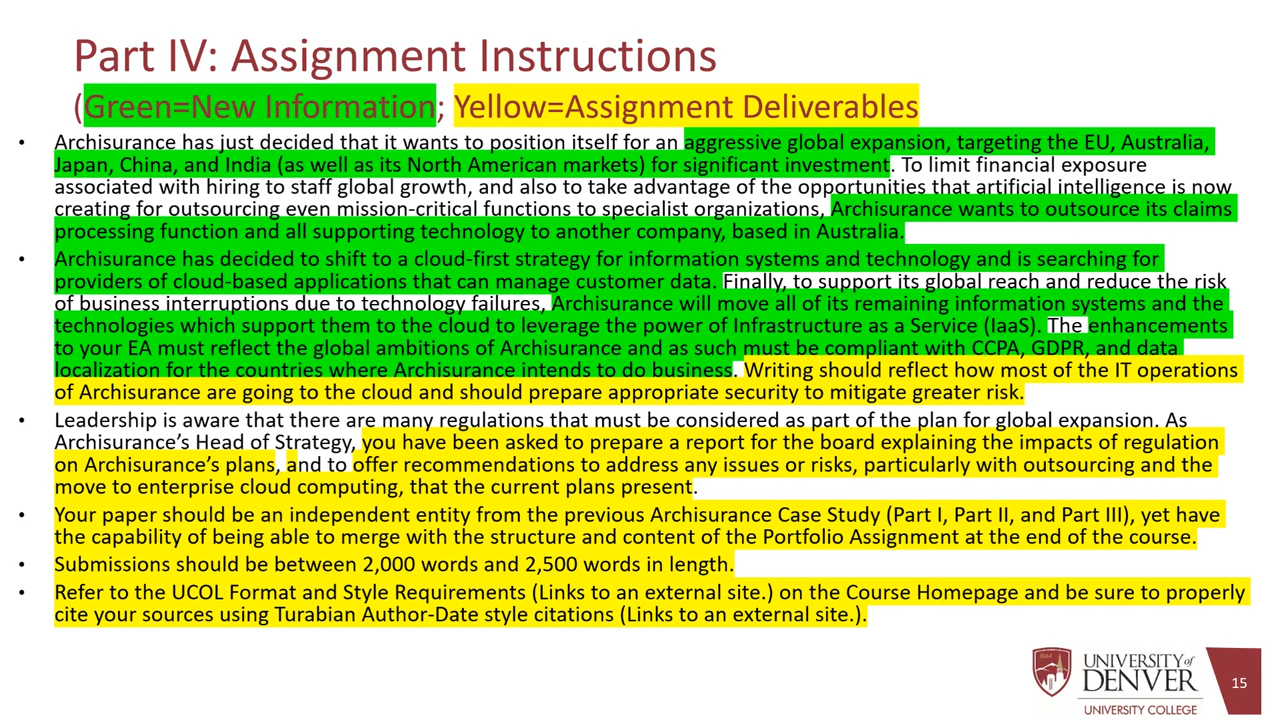 Part IV: Assignment Instructions
(Green=New Information; Yellow=Assignment Deliverables
• Archisurance has just decided that it wants to position itself for an aggressive global expansion, targeting the EU, Australia,
Japan, China, and India (as well as its North American markets) for significant investment. To limit financial exposure
associated with hiring to staff global growth, and also to take advantage of the opportunities that artificial intelligence is now
creating for outsourcing even mission-critical functions to specialist organizations, Archisurance wants to outsource its claims
processing function and all supporting technology to another company, based in Australia.
• Archisurance has decided to shift to a cloud-first strategy for information systems and technology and is searching for
providers of cloud-based applications that can manage customer data. Finally, to support its global reach and reduce the risk
of business interruptions due to technology failures, Archisurance will move all of its remaining information systems and the
technologies which support them to the cloud to leverage the power of Infrastructure as a Service (IaaS). The enhancements
to your EA must reflect the global ambitions of Archisurance and as such must be compliant with CCPA, GDPR, and data
localization for the countries where Archisurance intends to do business. Writing should reflect how most of the IT operations
of Archisurance are going to the cloud and should prepare appropriate security to mitigate greater risk.
• Leadership is aware that there are many regulations that must be considered as part of the plan for global expansion. As
Archisurance's Head of Strategy, you have been asked to prepare a report for the board explaining the impacts of regulation
on Archisurance's plans, and to offer recommendations to address any issues or risks, particularly with outsourcing and the
move to enterprise cloud computing, that the current plans present.
• Your paper should be an independent entity from the previous Archisurance Case Study (Part I, Part II, and Part III), yet have
the capability of being able to merge with the structure and content of the Portfolio Assignment at the end of the course.
• Submissions should be between 2,000 words and 2,500 words in length.
• Refer to the UCOL Format and Style Requirements (Links to an external site.) on the Course Homepage and be sure to properly
cite your sources using Turabian Author-Date style citations (Links to an external site.).
UNIVERSITY of
DENVER
UNIVERSITY COLLEGE
15